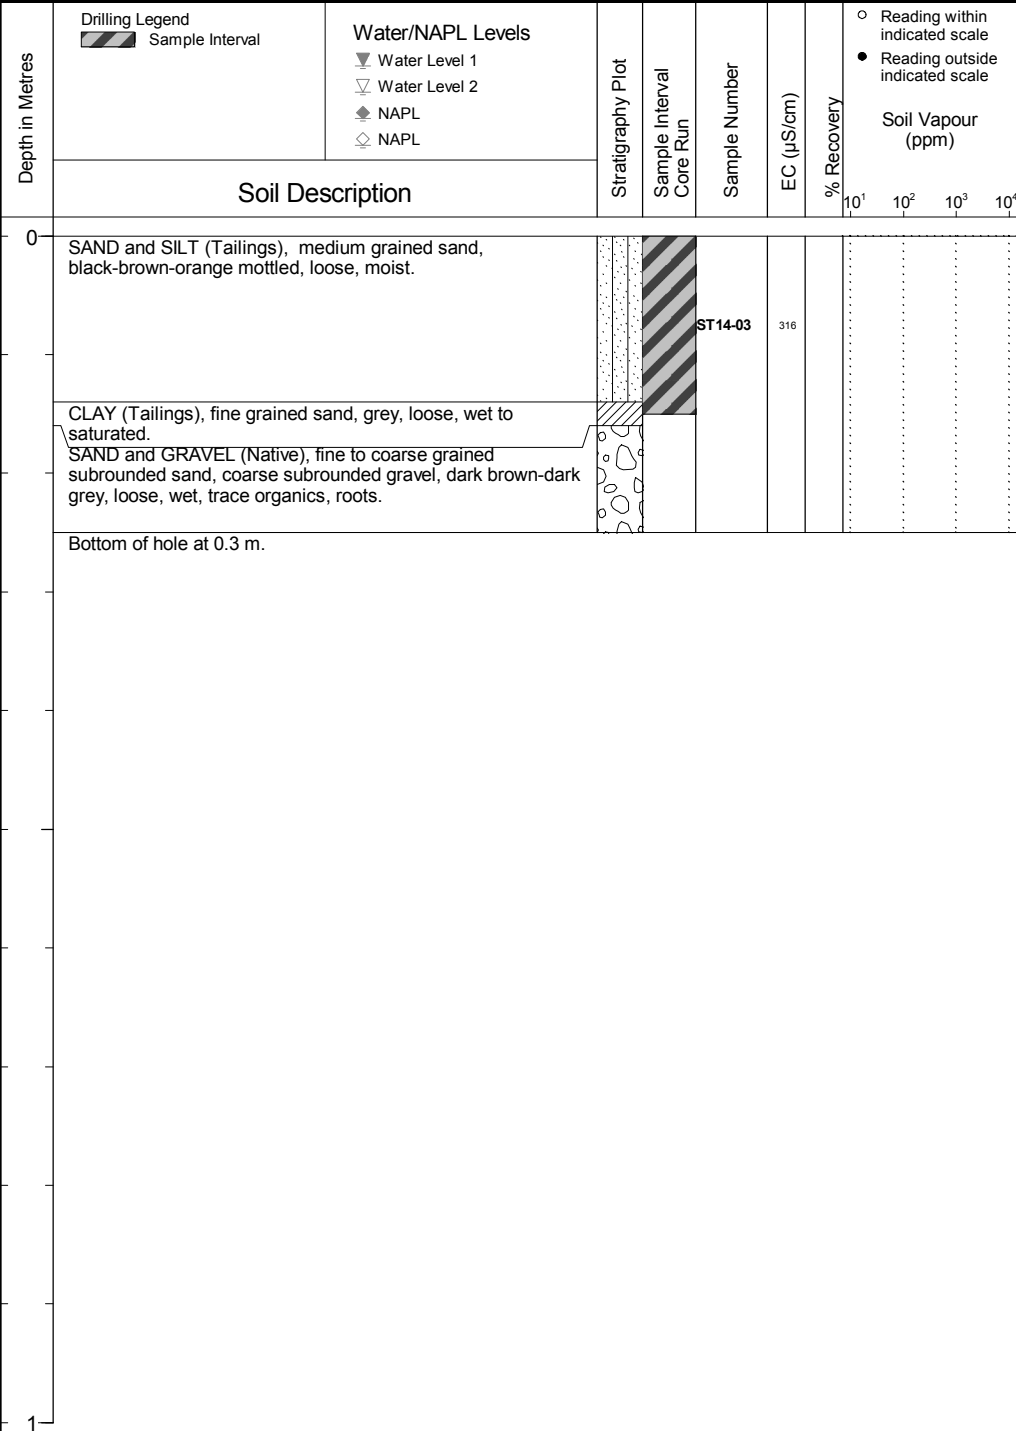 Drilling Legend
Sample Interval
Water/NAPL Levels
Water Level 1
Water Level 2
NAPL
NAPL
Depth in Metres
Soil Description
Stratigraphy Plot
Sample Interval
Core Run
Sample Number
EC (µS/cm)
% Recovery
Reading within
indicated scale
Reading outside
indicated scale
Soil Vapour
(ppm)
10¹ 10² 10³ 10⁴
0
SAND and SILT (Tailings), medium grained sand,
black-brown-orange mottled, loose, moist.
ST14-03
316
CLAY (Tailings), fine grained sand, grey, loose, wet to
saturated.
SAND and GRAVEL (Native), fine to coarse grained
subrounded sand, coarse subrounded gravel, dark brown-dark
grey, loose, wet, trace organics, roots.
Bottom of hole at 0.3 m.
1